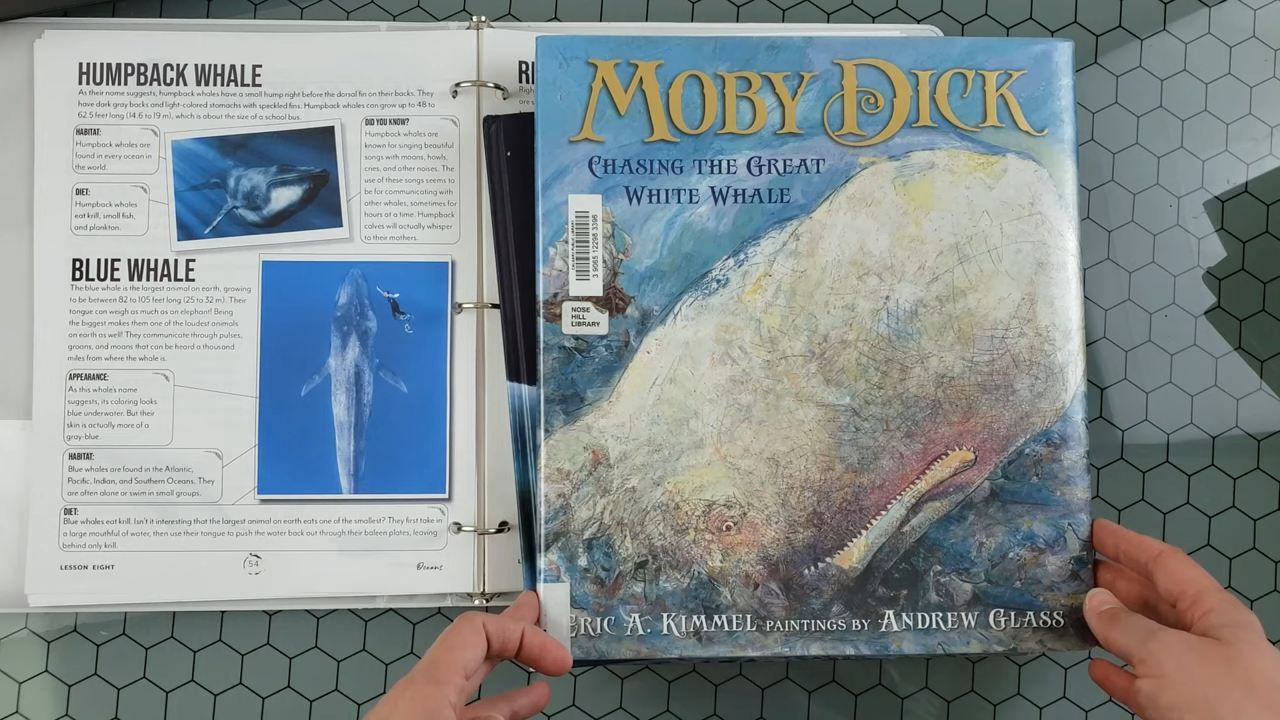 HUMPBACK WHALE
As their name suggests, humpback whales have a small hump right before the dorsal fin on their backs. They
have dark gray backs and light-colored stomachs with speckled fins. Humpback whales can grow up to 48 to
62.5 feet long (14.6 to 19 m), which is about the size of a school bus.
HABITAT:
Humpback whales are
found in every ocean in
the world.
DIET:
Humpback whales
eat krill, small fish,
and plankton.
DID YOU KNOW?
Humpback whales are
known for singing beautiful
songs with moans, howls,
cries, and other noises. The
use of these songs seems to
be for communicating with
other whales, sometimes for
hours at a time. Humpback
calves will actually whisper
to their mothers.
BLUE WHALE
The blue whale is the largest animal on earth, growing
to be between 82 to 105 feet long (25 to 32 m). Their
tongue can weigh as much as an elephant! Being
the biggest makes them one of the loudest animals
on earth as well! They communicate through pulses,
groans, and moans that can be heard a thousand
miles from where the whale is.
APPEARANCE:
As this whale's name
suggests, its coloring looks
blue underwater. But their
skin is actually more of a
gray-blue.
HABITAT:
Blue whales are found in the Atlantic,
Pacific, Indian, and Southern Oceans. They
are often alone or swim in small groups.
DIET:
Blue whales eat krill. Isn't it interesting that the largest animal on earth eats one of the smallest? They first take in
a large mouthful of water, then use their tongue to push the water back out through their baleen plates, leaving
behind only krill.
LESSON EIGHT
54
Oceans
MOBY DICK
CHASING THE GREAT
WHITE WHALE
3 9065 12298 3396
NOSE
HILL
LIBRARY
ERIC A. KIMMEL PAINTINGS BY ANDREW GLASS